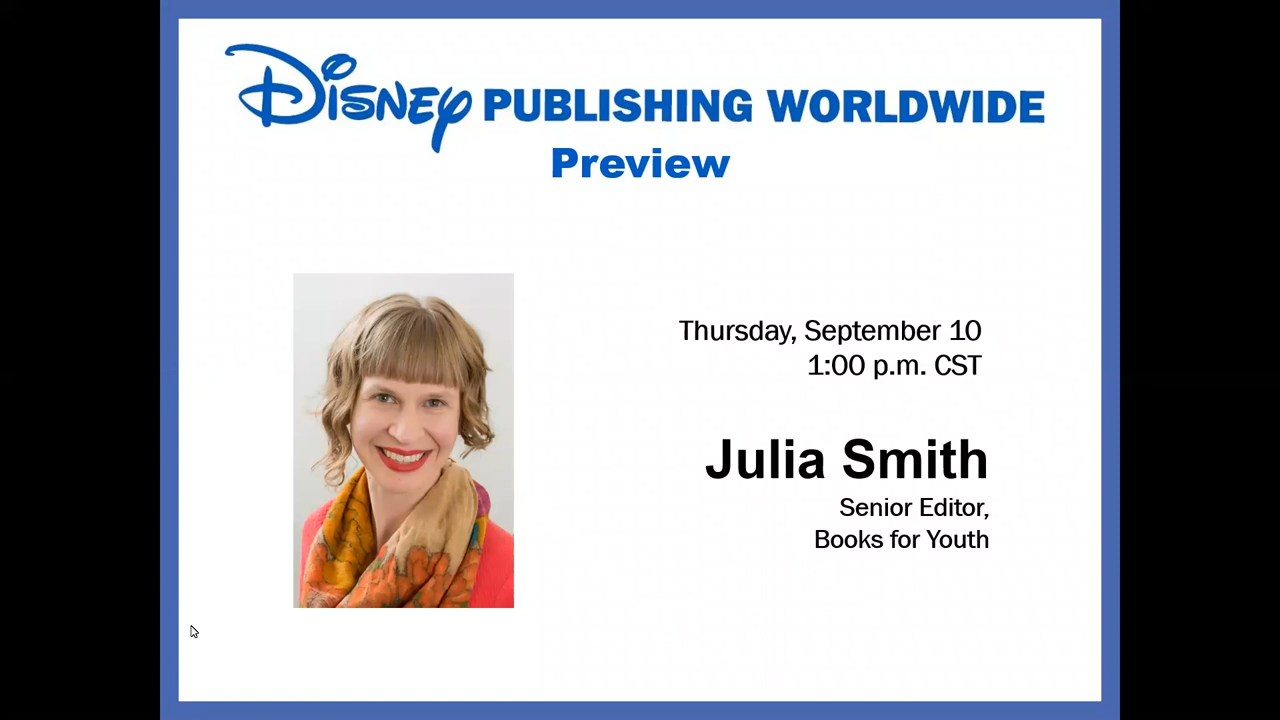 Disney PUBLISHING WORLDWIDE
Preview
Thursday, September 10
1:00 p.m. CST
Julia Smith
Senior Editor,
Books for Youth